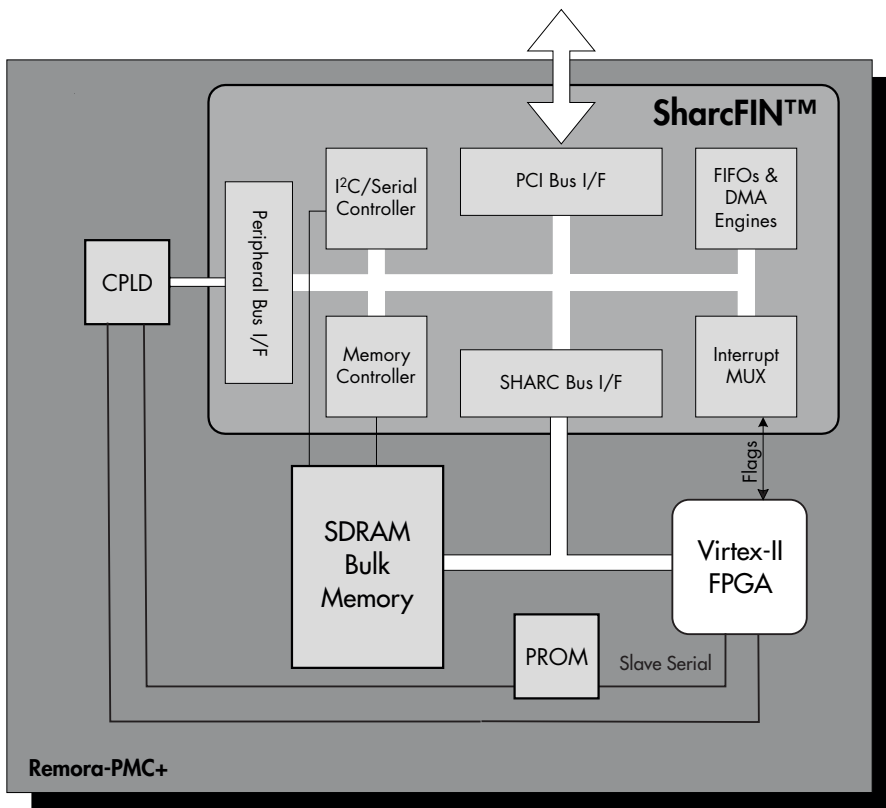 SharcFIN™
I²C/Serial
Controller
PCI Bus I/F
FIFOs &
DMA
Engines
Peripheral Bus I/F
CPLD
Memory
Controller
SHARC Bus I/F
Interrupt
MUX
Flags
SDRAM
Bulk
Memory
Virtex-II
FPGA
PROM
Slave Serial
Remora-PMC+